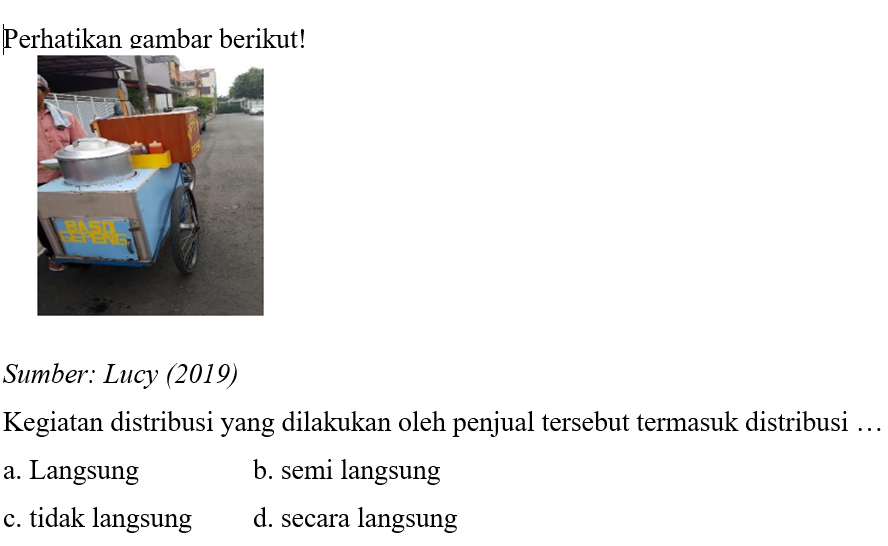 Perhatikan gambar berikut!
BASO
GEPENG
Sumber: Lucy (2019)
Kegiatan distribusi yang dilakukan oleh penjual tersebut termasuk distribusi …
a. Langsung b. semi langsung
c. tidak langsung d. secara langsung